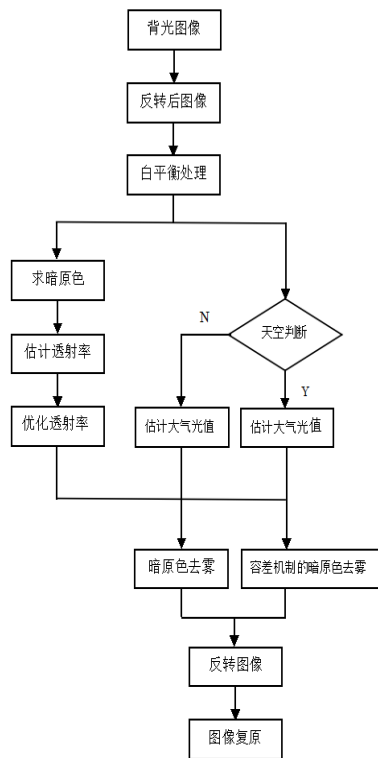 背光图像
反转后图像
白平衡处理
求暗原色
估计透射率
优化透射率
天空判断
N
Y
估计大气光值
估计大气光值
暗原色去雾
容差机制的暗原色去雾
反转图像
图像复原